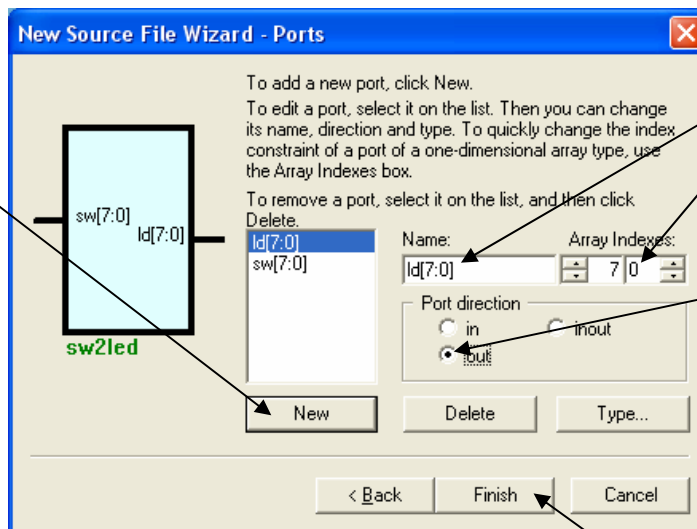 New Source File Wizard - Ports
To add a new port, click New.
To edit a port, select it on the list. Then you can change
its name, direction and type. To quickly change the index
constraint of a port of a one-dimensional array type, use
the Array Indexes box.
To remove a port, select it on the list, and then click
Delete.
sw[7:0]
ld[7:0]
sw2led
ld[7:0]
sw[7:0]
Name:
Array Indexes:
ld[7:0]
7
0
Port direction
in
inout
out
New
Delete
Type...
< Back
Finish
Cancel